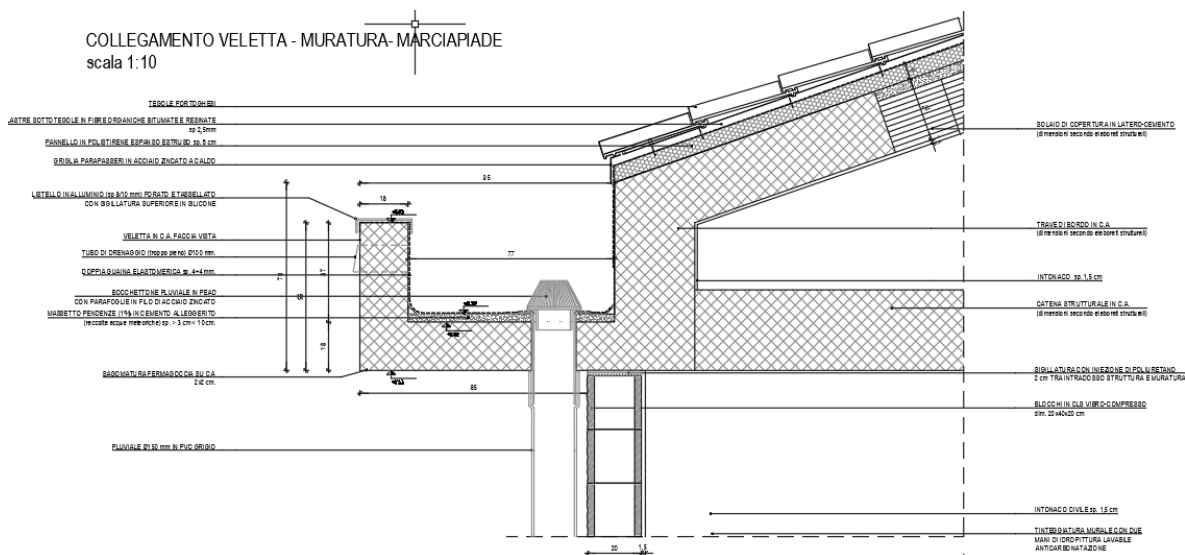 COLLEGAMENTO VELETTA - MURATURA- MARCIAPIADE
scala 1:10
TEGOLE PORTOGHESI
LASTRE SOTTOTEGOLE IN FIBRE ORGANICHE BITUMATE E RESINATE
sp 2,5mm
PANNELLO IN POLISTIRENE ESPANSO ESTRUSO sp. 6 cm
GRIGLIA PARAPASSERI IN ACCIAIO ZINCATO A CALDO
LISTELLO IN ALLUMINIO (sp. 8/10 mm) FORATO E TASSELLATO
CON SIGILLATURA SUPERIORE IN SILICONE
VELETTA IN C.A. FACCIA VISTA
TUBO DI DRENAGGIO (troppo pieno) Ø100 mm.
DOPPIA GUAINA ELASTOMERICA sp. 4+4mm.
BOCCHETTONE PLUVIALE IN PEAD
CON PARAFOGLIE IN FILO DI ACCIAIO ZINCATO
MASSETTO PENDENZE (1%) IN CEMENTO ALLEGGERITO
(raccolta acque meteoriche) sp. > 3 cm < 10 cm.
SAGOMATURA FERMAGOCCIA SU C.A.
2x2 cm.
PLUVIALE Ø150 mm IN PVC GRIGIO
95
18
77
37
55
18
85
20
1,5
SOLAIO DI COPERTURA IN LATERO-CEMENTO
(dimensioni secondo elaborati strutturali)
TRAVE DI BORDO IN C.A.
(dimensioni secondo elaborati strutturali)
INTONACO sp. 1,5 cm
CATENA STRUTTURALE IN C.A.
(dimensioni secondo elaborati strutturali)
SIGILLATURA CON INIEZIONE DI POLIURETANO
2 cm TRA INTRADOSSO STRUTTURA E MURATURA
BLOCCHI IN CLS VIBRO-COMPRESSO
dim. 20x40x20 cm
INTONACO CIVILE sp. 1,5 cm
TINTEGGIATURA MURALE CON DUE
MANI DI IDROPITTURA LAVABILE
ANTICARBONATAZIONE